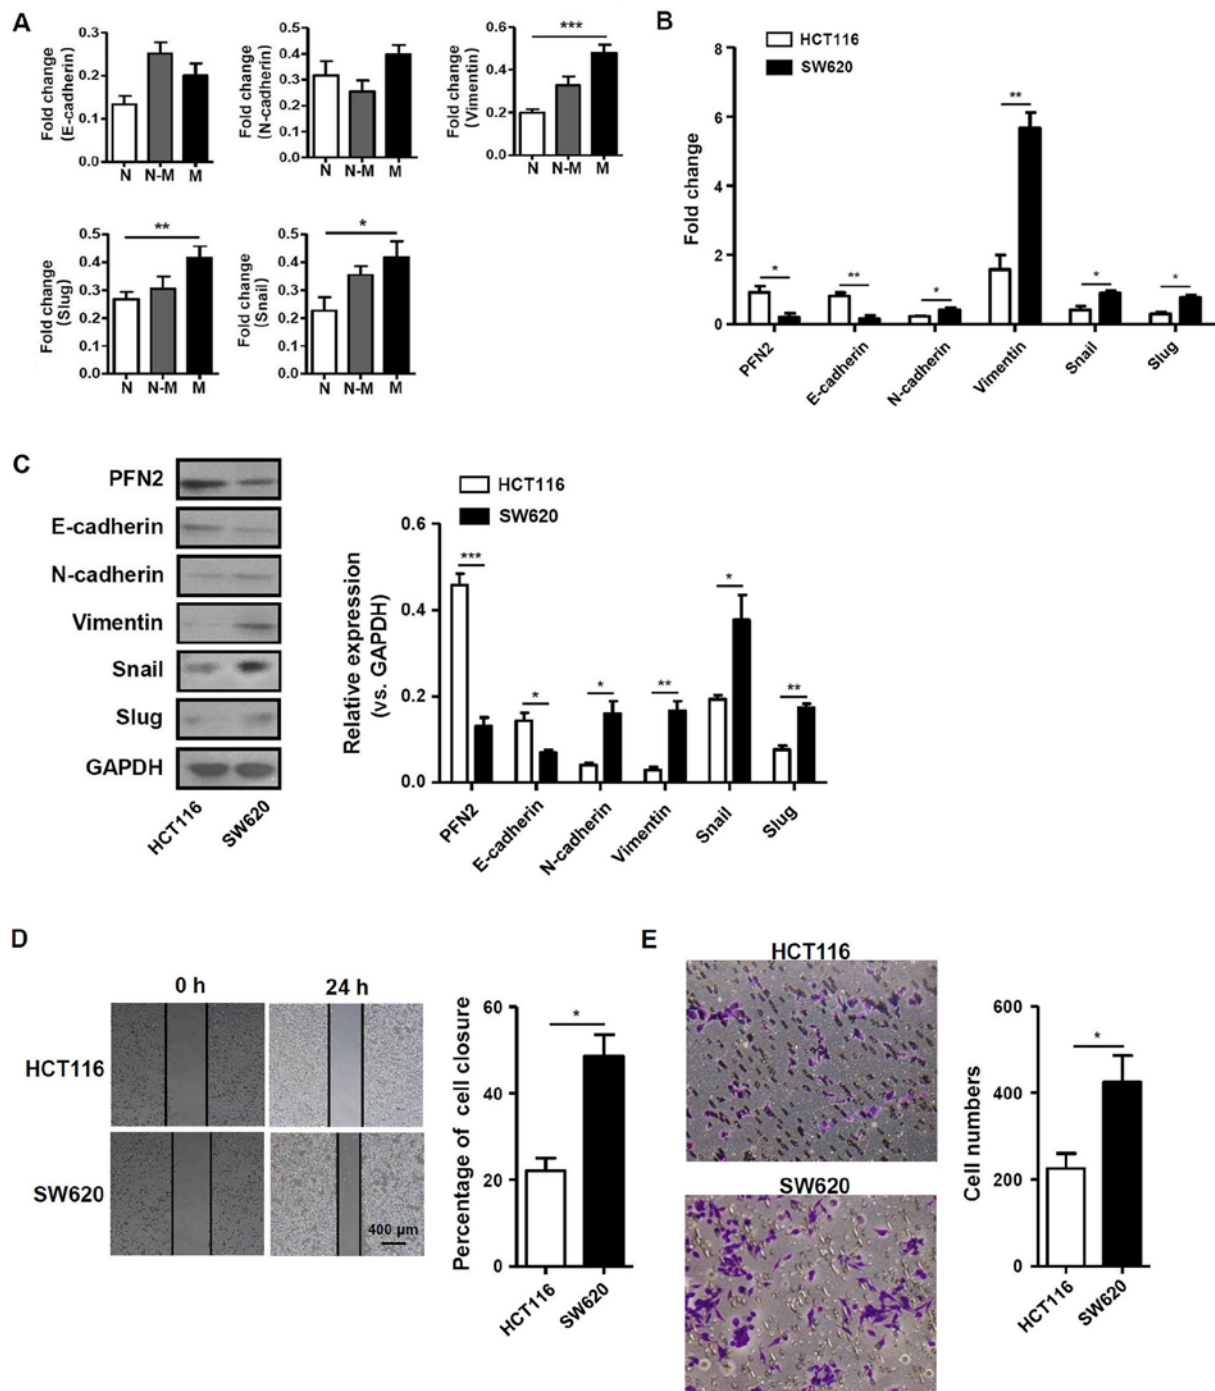 A
Fold change
(E-cadherin)
0.3
0.2
0.1
0.0
N N-M M
Fold change
(N-cadherin)
0.5
0.4
0.3
0.2
0.1
0.0
N N-M M
Fold change
(Vimentin)
0.6
0.4
0.2
0.0
***
N N-M M
Fold change
(Slug)
0.5
0.4
0.3
0.2
0.1
0.0
**
N N-M M
Fold change
(Snail)
0.5
0.4
0.3
0.2
0.1
0.0
*
N N-M M
B
HCT116
SW620
Fold change
8
6
4
2
0
* ** * ** * *
PFN2 E-cadherin N-cadherin Vimentin Snail Slug
C
PFN2
E-cadherin
N-cadherin
Vimentin
Snail
Slug
GAPDH
HCT116 SW620
HCT116
SW620
Relative expression
(vs. GAPDH)
0.6
0.4
0.2
0.0
*** * * ** * **
PFN2 E-cadherin N-cadherin Vimentin Snail Slug
D
0 h 24 h
HCT116
SW620
400 µm
Percentage of cell closure
60
40
20
0
*
HCT116 SW620
E
HCT116
SW620
Cell numbers
600
400
200
0
*
HCT116 SW620